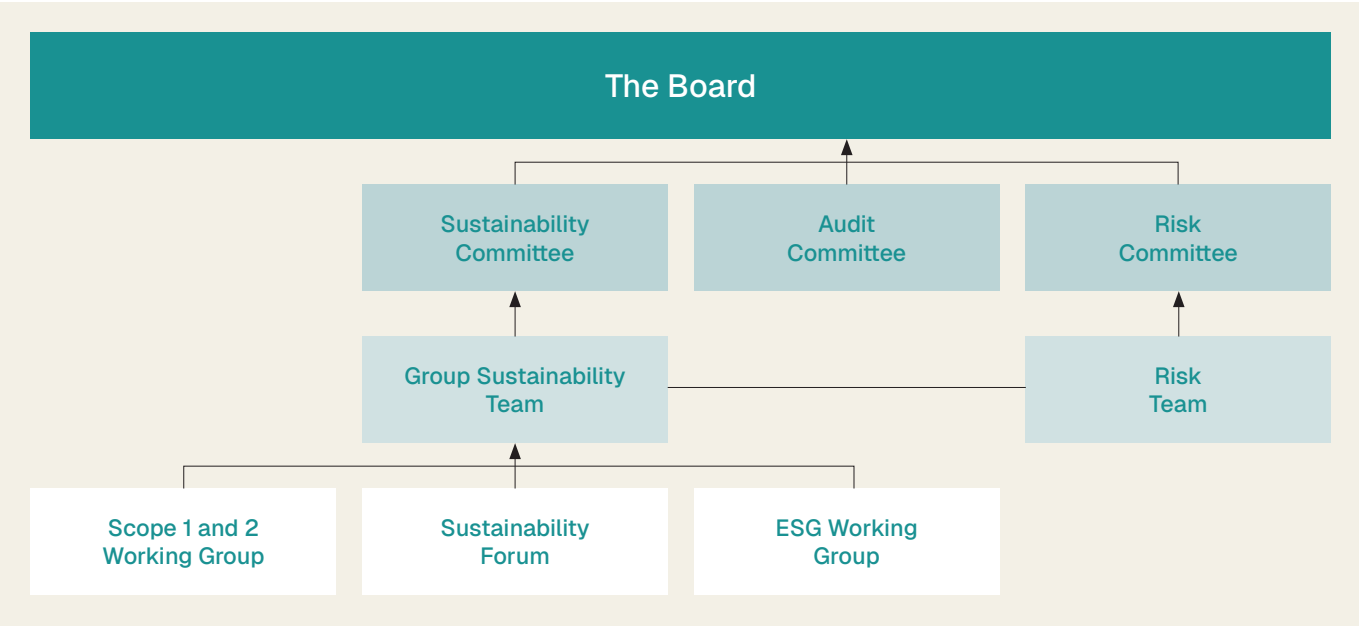 The Board
Sustainability
Committee
Audit
Committee
Risk
Committee
Group Sustainability
Team
Risk
Team
Scope 1 and 2
Working Group
Sustainability
Forum
ESG Working
Group